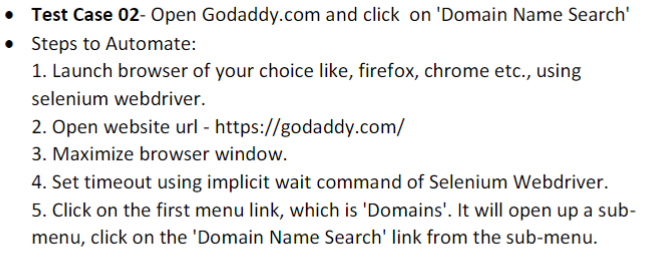 • Test Case 02- Open Godaddy.com and click  on 'Domain Name Search'
• Steps to Automate:
1. Launch browser of your choice like, firefox, chrome etc., using
selenium webdriver.
2. Open website url - https://godaddy.com/
3. Maximize browser window.
4. Set timeout using implicit wait command of Selenium Webdriver.
5. Click on the first menu link, which is 'Domains'. It will open up a sub-
menu, click on the 'Domain Name Search' link from the sub-menu.